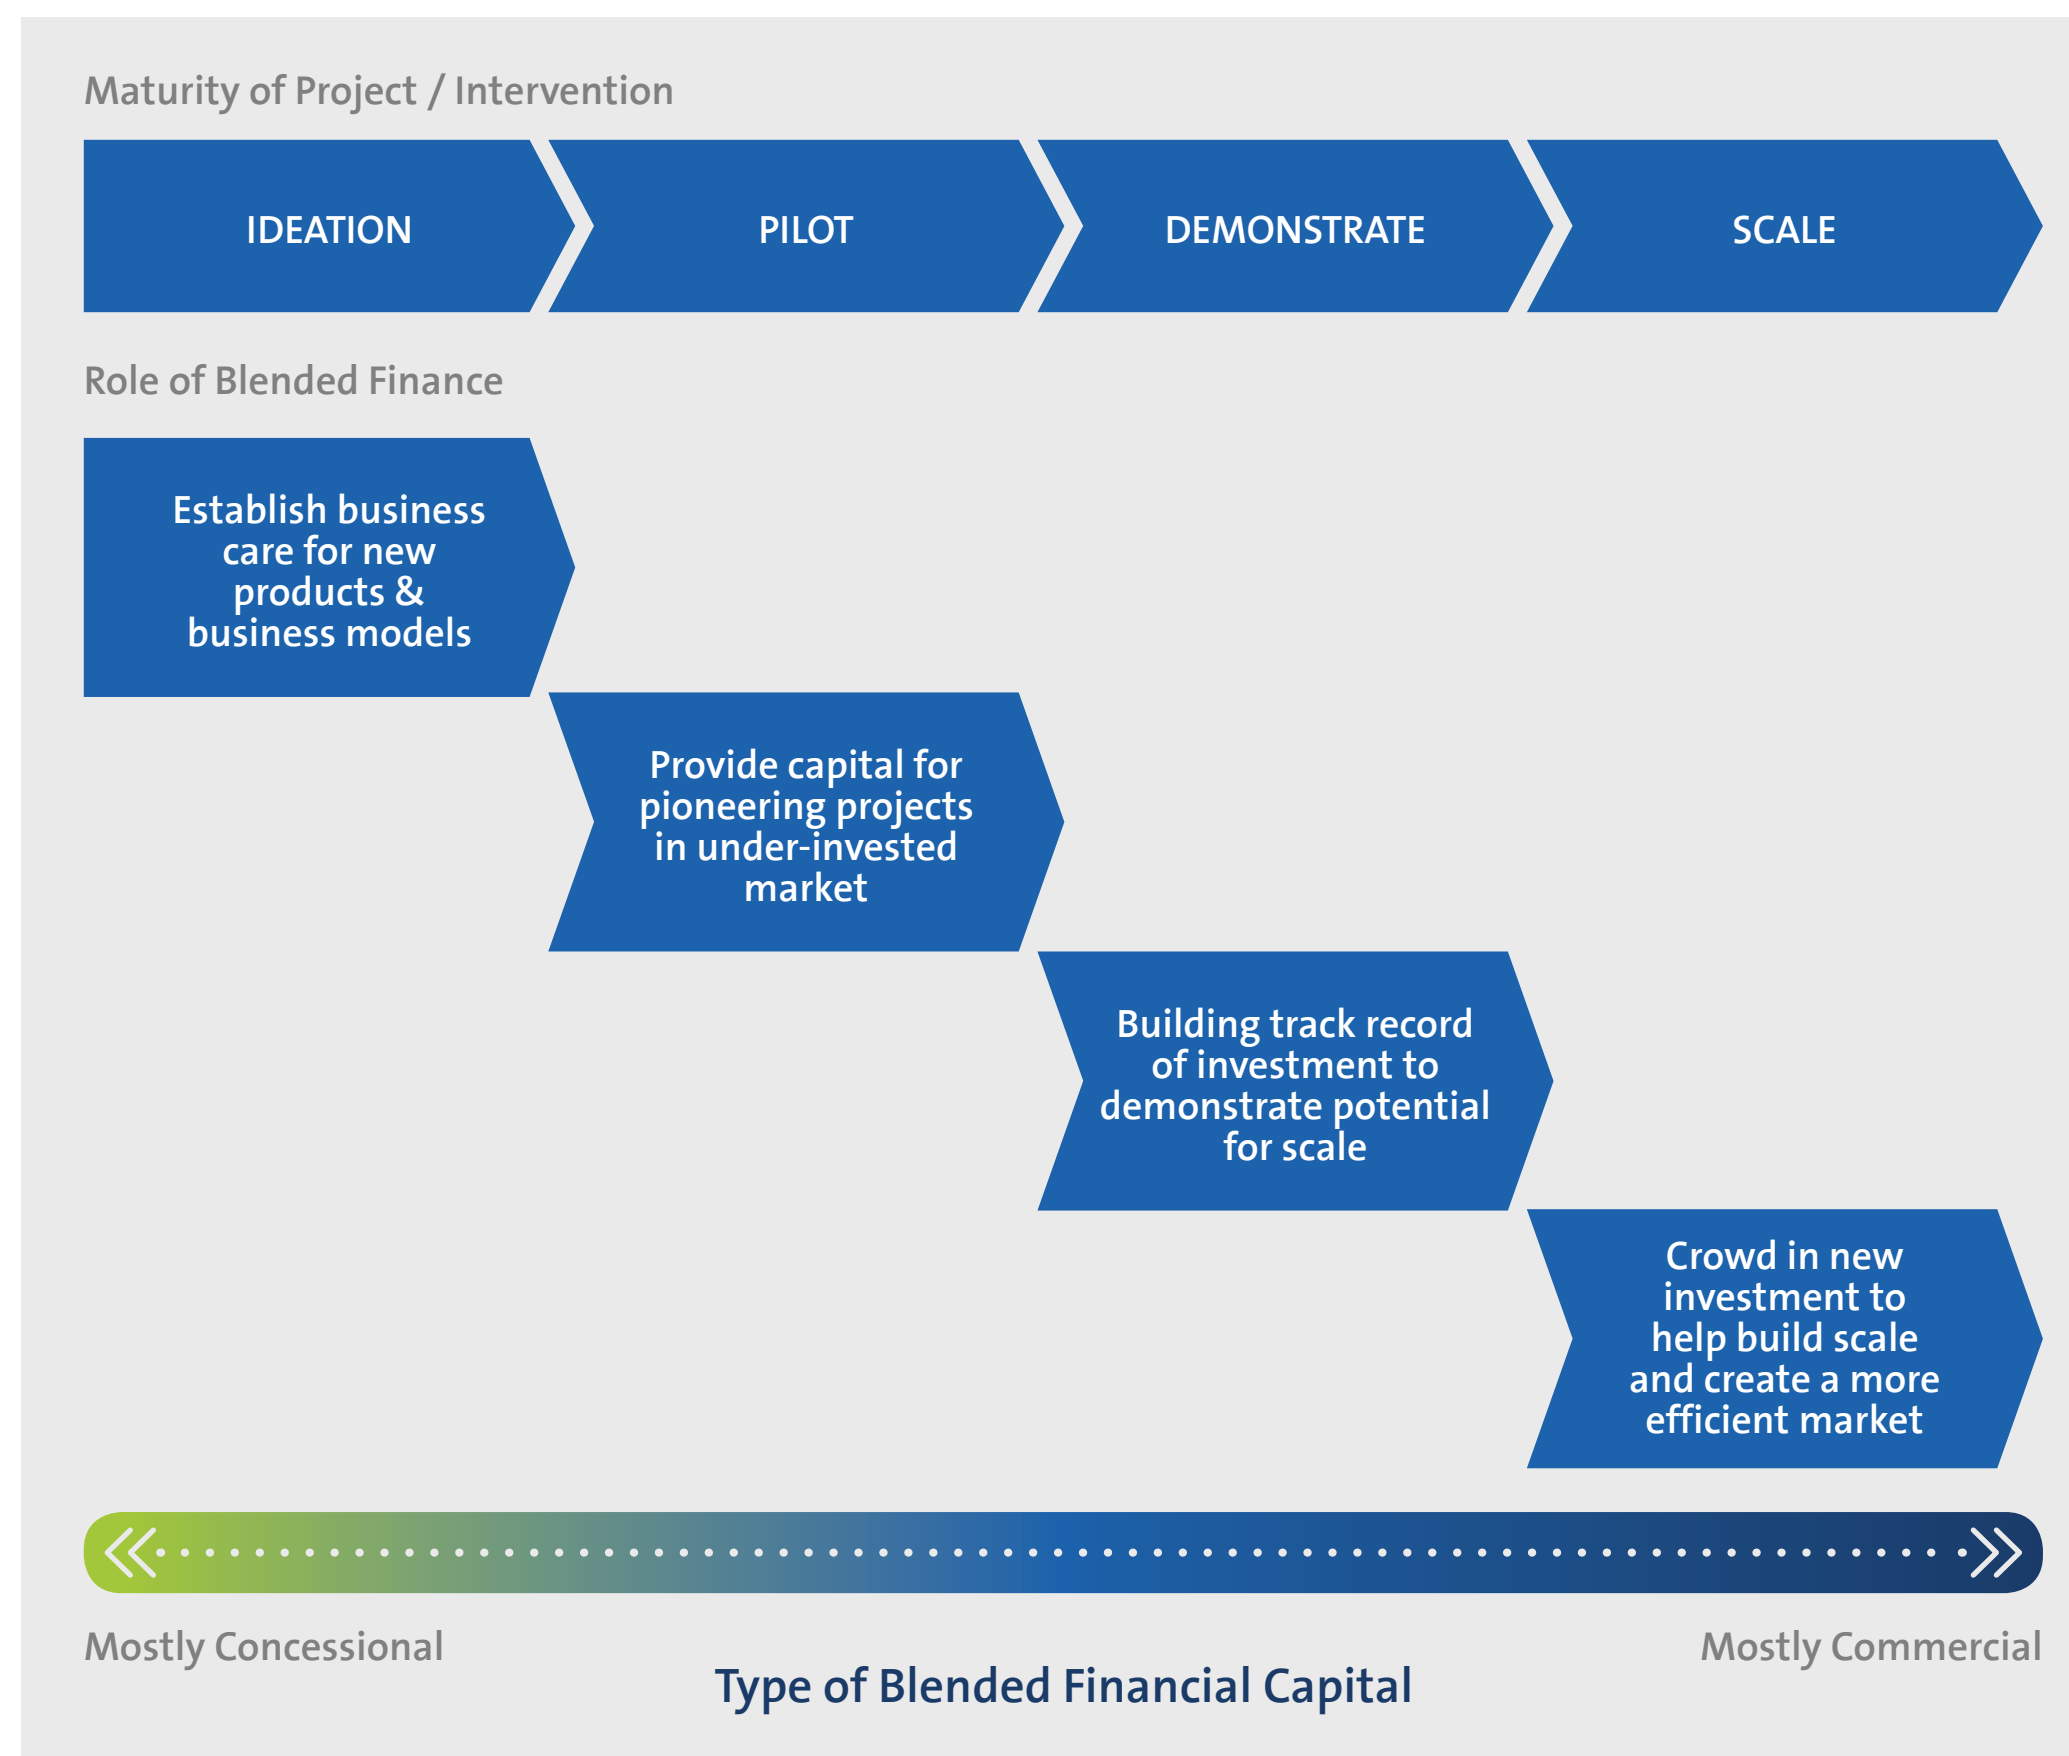 Maturity of Project / Intervention
IDEATION
PILOT
DEMONSTRATE
SCALE
Role of Blended Finance
Establish business
care for new
products &
business models
Provide capital for
pioneering projects
in under-invested
market
Building track record
of investment to
demonstrate potential
for scale
Crowd in new
investment to
help build scale
and create a more
efficient market
Mostly Concessional
Mostly Commercial
Type of Blended Financial Capital